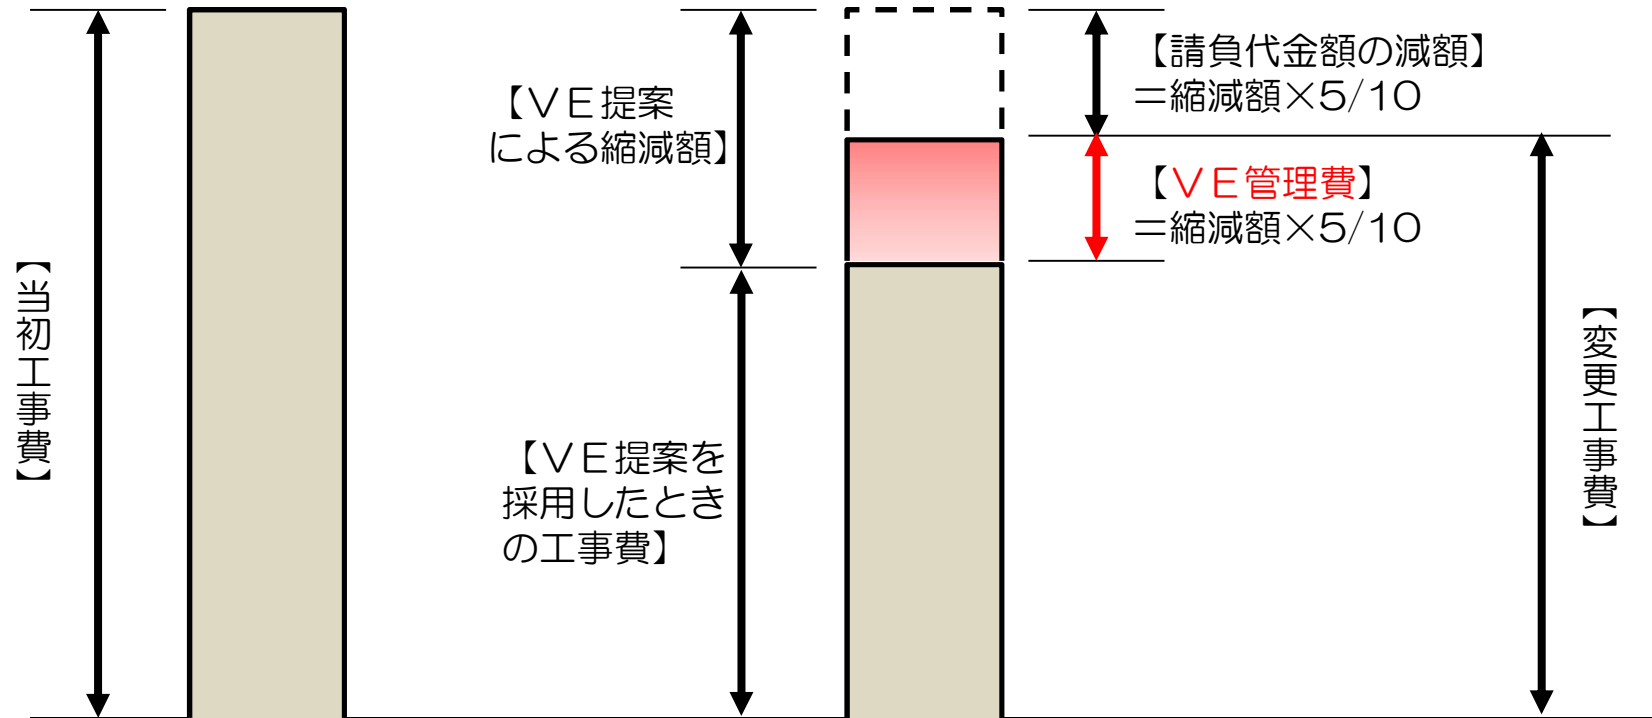 【当初工事費】
【ＶＥ提案
による縮減額】
【ＶＥ提案を
採用したとき
の工事費】
【請負代金額の減額】
＝縮減額×5/10
【ＶＥ管理費】
＝縮減額×5/10
【変更工事費】